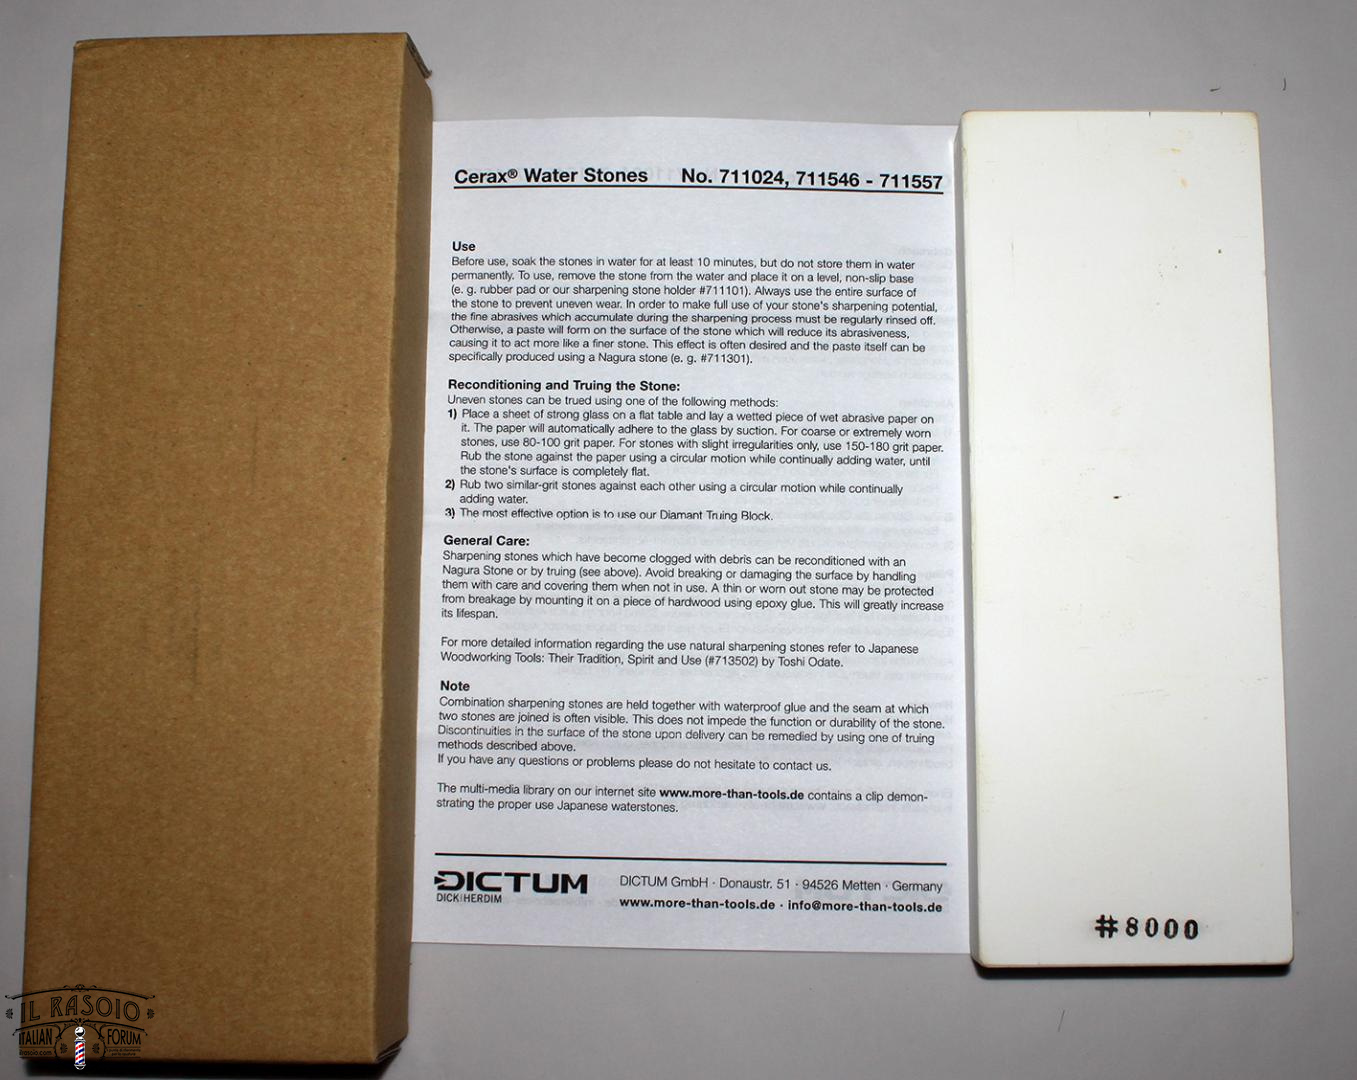 Cerax® Water Stones No. 711024, 711546 - 711557
Use
Before use, soak the stones in water for at least 10 minutes, but do not store them in water
permanently. To use, remove the stone from the water and place it on a level, non-slip base
(e. g. rubber pad or our sharpening stone holder #711101). Always use the entire surface of
the stone to prevent uneven wear. In order to make full use of your stone's sharpening potential,
the fine abrasives which accumulate during the sharpening process must be regularly rinsed off.
Otherwise, a paste will form on the surface of the stone which will reduce its abrasiveness,
causing it to act more like a finer stone. This effect is often desired and the paste itself can be
specifically produced using a Nagura stone (e. g. #711301).
Reconditioning and Truing the Stone:
Uneven stones can be trued using one of the following methods:
1) Place a sheet of strong glass on a flat table and lay a wetted piece of wet abrasive paper on
it. The paper will automatically adhere to the glass by suction. For coarse or extremely worn
stones, use 80-100 grit paper. For stones with slight irregularities only, use 150-180 grit paper.
Rub the stone against the paper using a circular motion while continually adding water, until
the stone's surface is completely flat.
2) Rub two similar-grit stones against each other using a circular motion while continually
adding water.
3) The most effective option is to use our Diamant Truing Block.
General Care:
Sharpening stones which have become clogged with debris can be reconditioned with an
Nagura Stone or by truing (see above). Avoid breaking or damaging the surface by handling
them with care and covering them when not in use. A thin or worn out stone may be protected
from breakage by mounting it on a piece of hardwood using epoxy glue. This will greatly increase
its lifespan.
For more detailed information regarding the use natural sharpening stones refer to Japanese
Woodworking Tools: Their Tradition, Spirit and Use (#713502) by Toshi Odate.
Note
Combination sharpening stones are held together with waterproof glue and the seam at which
two stones are joined is often visible. This does not impede the function or durability of the stone.
Discontinuities in the surface of the stone upon delivery can be remedied by using one of truing
methods described above.
If you have any questions or problems please do not hesitate to contact us.
The multi-media library on our internet site www.more-than-tools.de contains a clip demon-
strating the proper use Japanese waterstones.
DICTUM
DICK HERDIM
DICTUM GmbH · Donaustr. 51 · 94526 Metten · Germany
www.more-than-tools.de · info@more-than-tools.de
#8000
IL RASOIO
ITALIAN FORUM